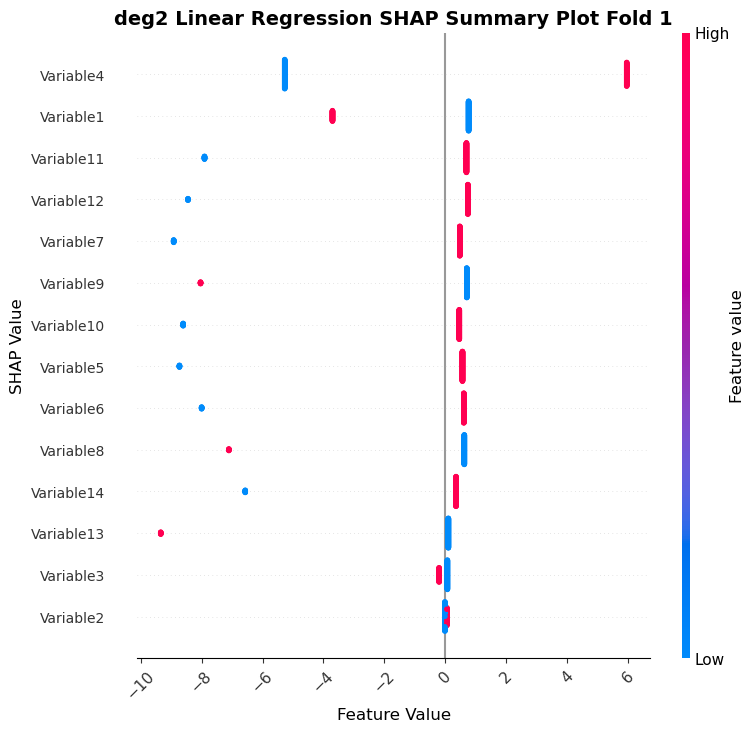 deg2 Linear Regression SHAP Summary Plot Fold 1
High
Variable4
Variable1
Variable11
Variable12
Variable7
Variable9
Variable10
Variable5
Variable6
Variable8
Variable14
Variable13
Variable3
Variable2
SHAP Value
Feature value
Low
−10 −8 −6 −4 −2 0 2 4 6
Feature Value